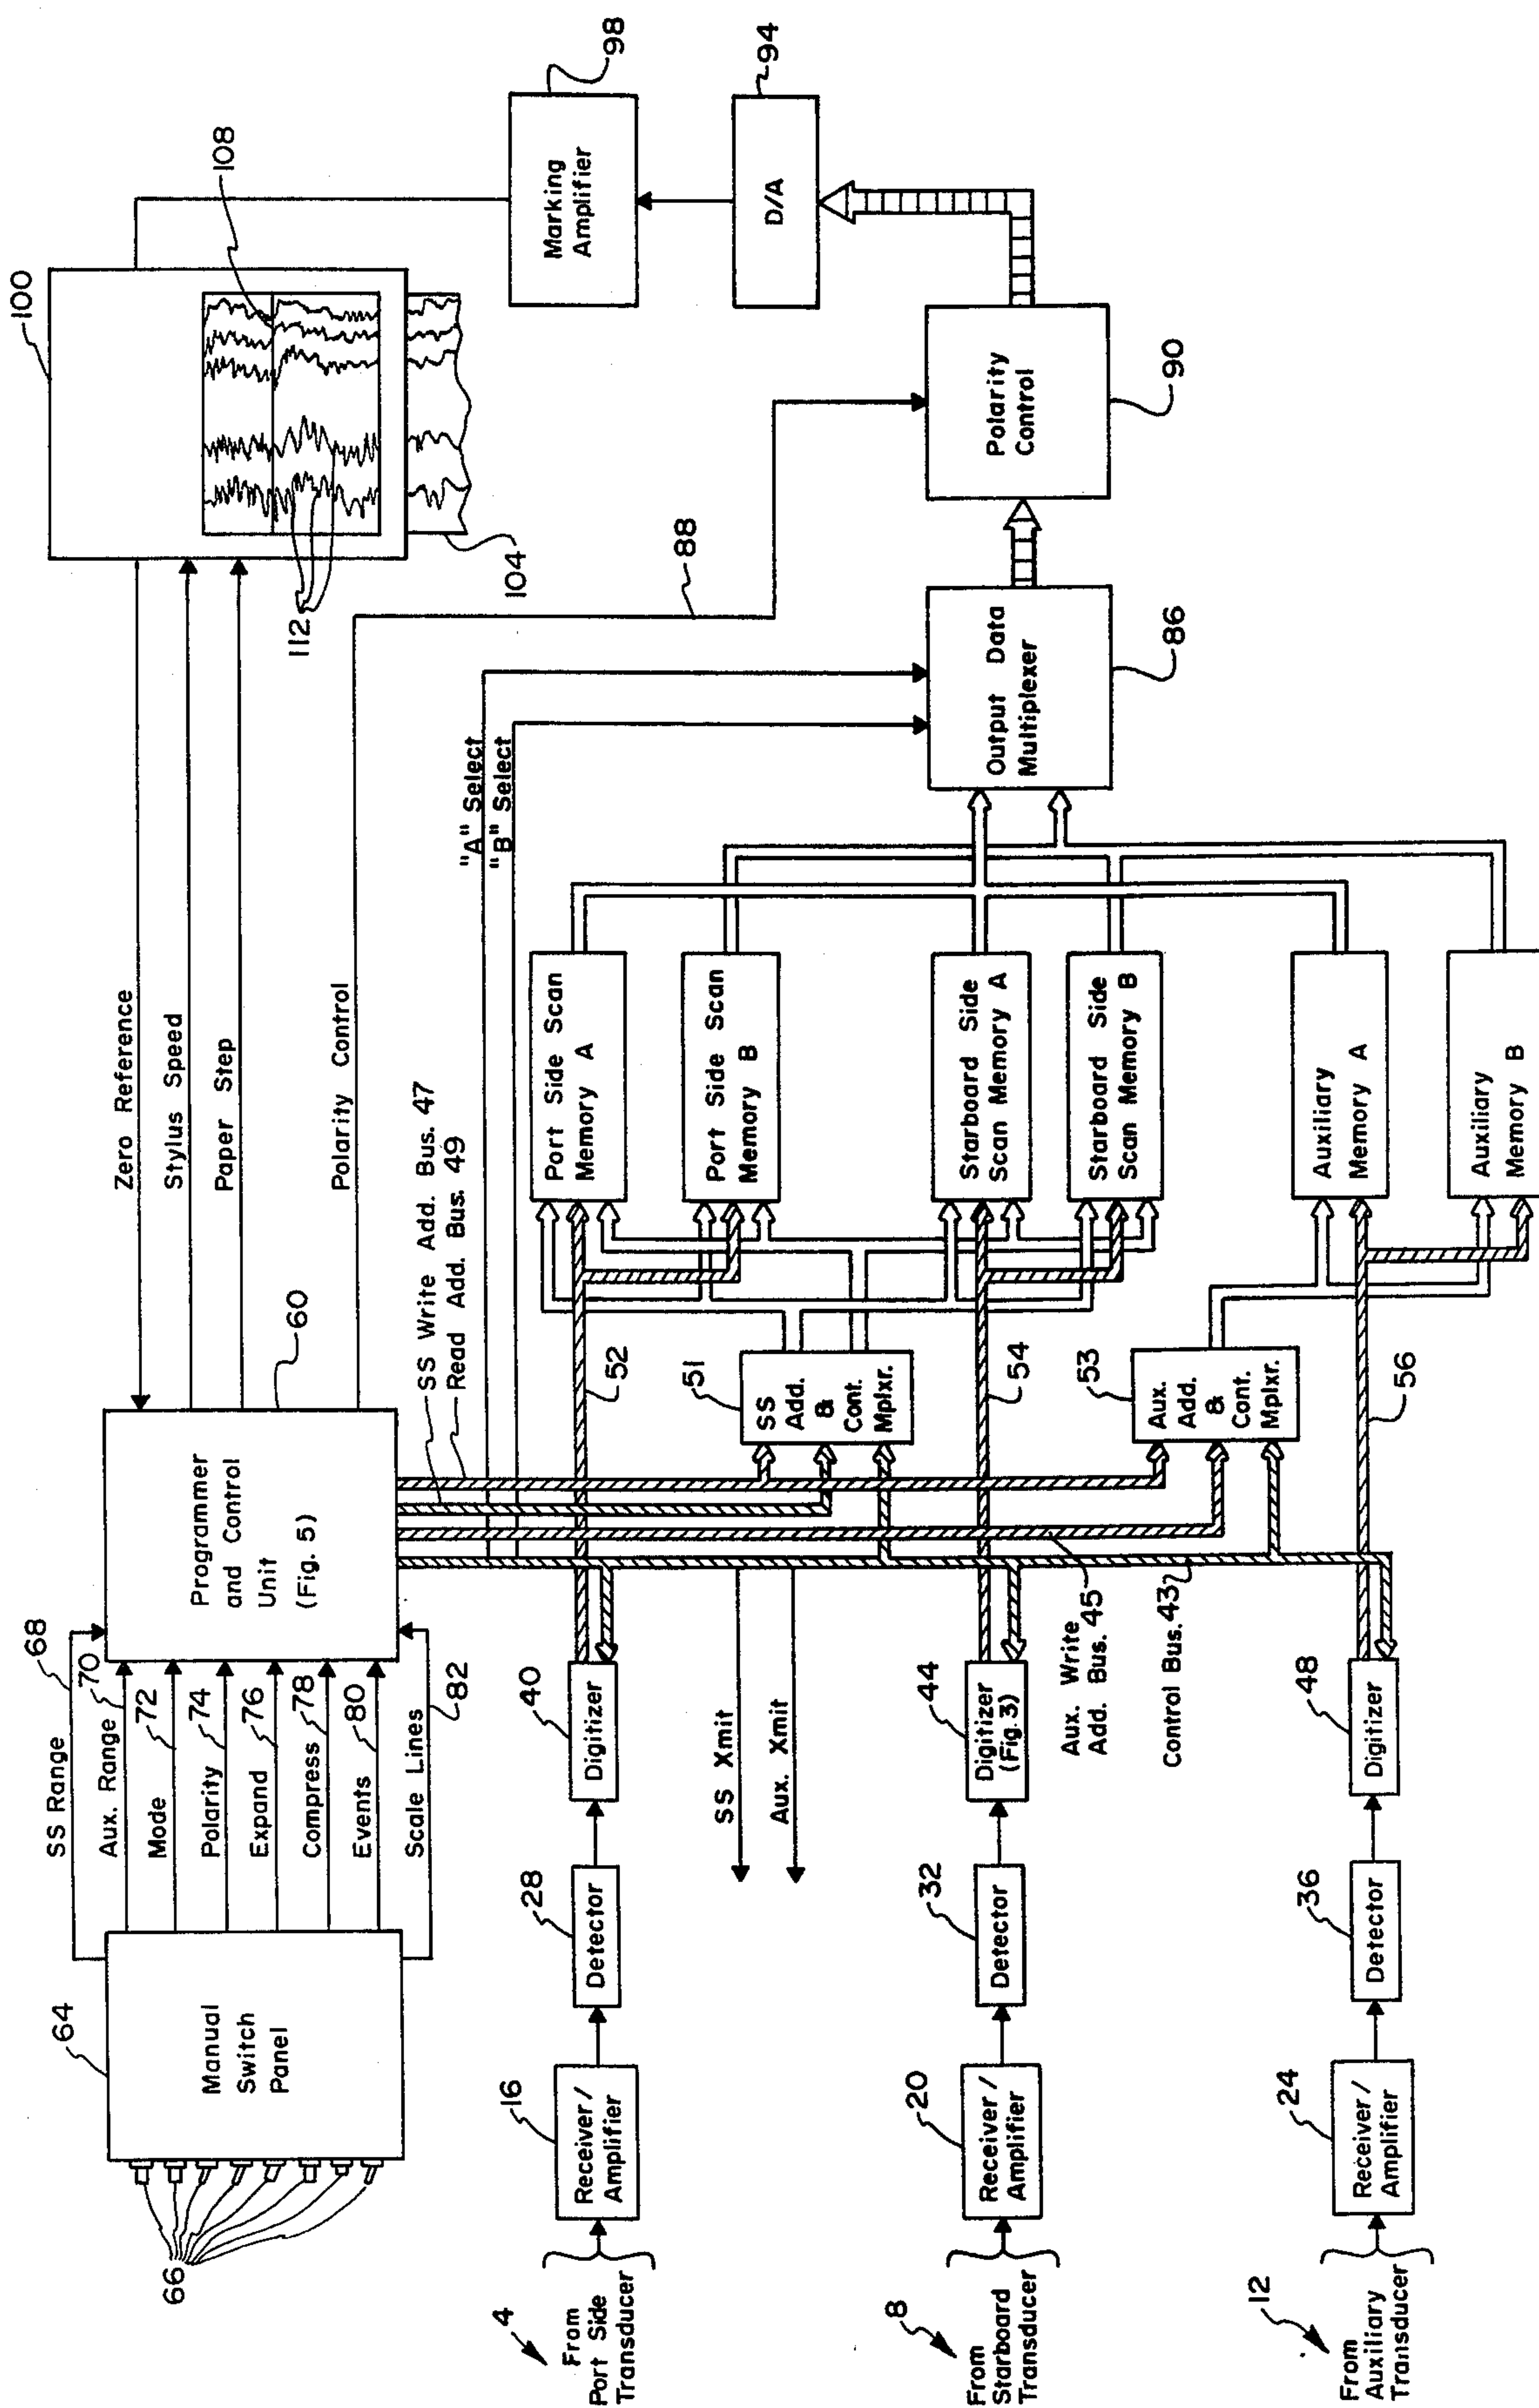 64
Manual
Switch
Panel
66
SS Range
68
Aux. Range
70
Mode
72
Polarity
74
Expand
76
Compress
78
Events
80
Scale Lines
82
Programmer
and Control
Unit
(Fig. 5)
60
Zero Reference
Stylus Speed
Paper Step
Polarity Control
100
108
112
104
98
Marking
Amplifier
94
D/A
88
"A" Select
"B" Select
SS Write Add. Bus. 47
Read Add. Bus. 49
4
From
Port Side
Transducer
16
Receiver /
Amplifier
28
Detector
40
Digitizer
52
Port Side Scan
Memory A
Port Side Scan
Memory B
SS Xmit
Aux. Xmit
51
SS
Add.
&
Cont.
Mplxr.
86
Output Data
Multiplexer
90
Polarity
Control
8
From
Starboard
Transducer
20
Receiver /
Amplifier
32
Detector
44
Digitizer
(Fig. 3)
54
Starboard Side
Scan Memory A
Starboard Side
Scan Memory B
Aux. Write
Add. Bus. 45
Control Bus. 43
53
Aux.
Add.
&
Cont.
Mplxr.
12
From
Auxiliary
Transducer
24
Receiver /
Amplifier
36
Detector
48
Digitizer
56
Auxiliary
Memory A
Auxiliary
Memory B